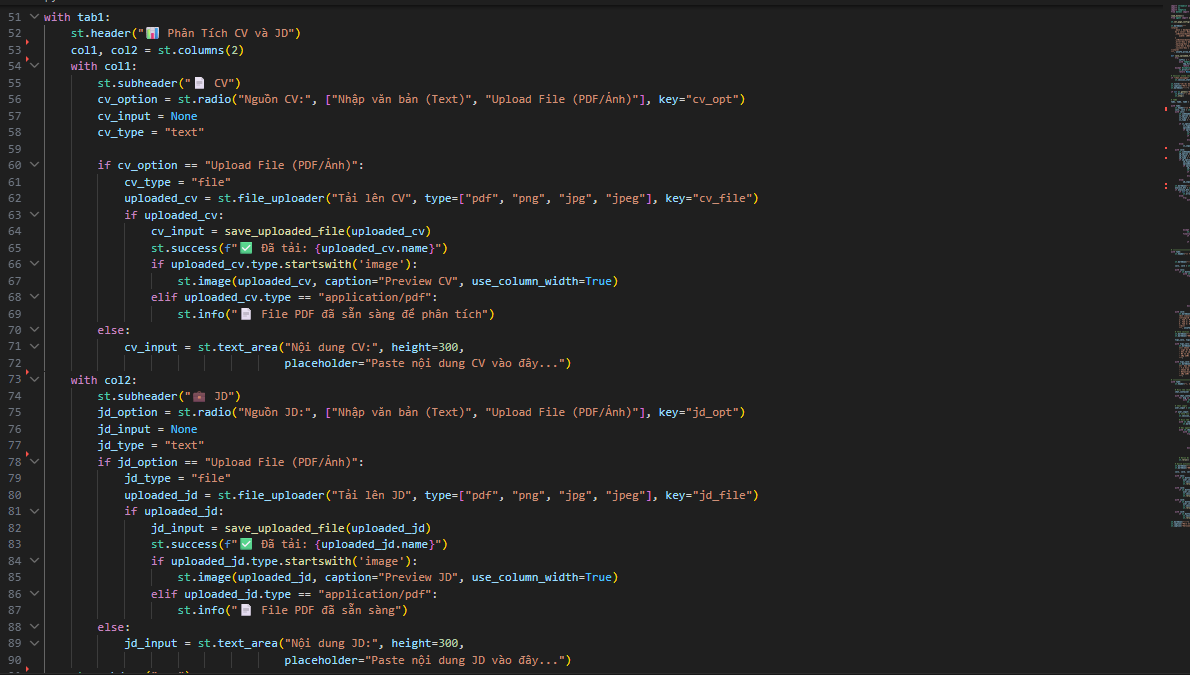 51 with tab1:
52     st.header("📊 Phân Tích CV và JD")
53     col1, col2 = st.columns(2)
54     with col1:
55         st.subheader("📄 CV")
56         cv_option = st.radio("Nguồn CV:", ["Nhập văn bản (Text)", "Upload File (PDF/Ảnh)"], key="cv_opt")
57         cv_input = None
58         cv_type = "text"
59
60         if cv_option == "Upload File (PDF/Ảnh)":
61             cv_type = "file"
62             uploaded_cv = st.file_uploader("Tải lên CV", type=["pdf", "png", "jpg", "jpeg"], key="cv_file")
63             if uploaded_cv:
64                 cv_input = save_uploaded_file(uploaded_cv)
65                 st.success(f"✅ Đã tải: {uploaded_cv.name}")
66                 if uploaded_cv.type.startswith('image'):
67                     st.image(uploaded_cv, caption="Preview CV", use_column_width=True)
68                 elif uploaded_cv.type == "application/pdf":
69                     st.info("📄 File PDF đã sẵn sàng để phân tích")
70         else:
71             cv_input = st.text_area("Nội dung CV:", height=300,
72                                     placeholder="Paste nội dung CV vào đây...")
73     with col2:
74         st.subheader("💼 JD")
75         jd_option = st.radio("Nguồn JD:", ["Nhập văn bản (Text)", "Upload File (PDF/Ảnh)"], key="jd_opt")
76         jd_input = None
77         jd_type = "text"
78         if jd_option == "Upload File (PDF/Ảnh)":
79             jd_type = "file"
80             uploaded_jd = st.file_uploader("Tải lên JD", type=["pdf", "png", "jpg", "jpeg"], key="jd_file")
81             if uploaded_jd:
82                 jd_input = save_uploaded_file(uploaded_jd)
83                 st.success(f"✅ Đã tải: {uploaded_jd.name}")
84                 if uploaded_jd.type.startswith('image'):
85                     st.image(uploaded_jd, caption="Preview JD", use_column_width=True)
86                 elif uploaded_jd.type == "application/pdf":
87                     st.info("📄 File PDF đã sẵn sàng")
88         else:
89             jd_input = st.text_area("Nội dung JD:", height=300,
90                                     placeholder="Paste nội dung JD vào đây...")